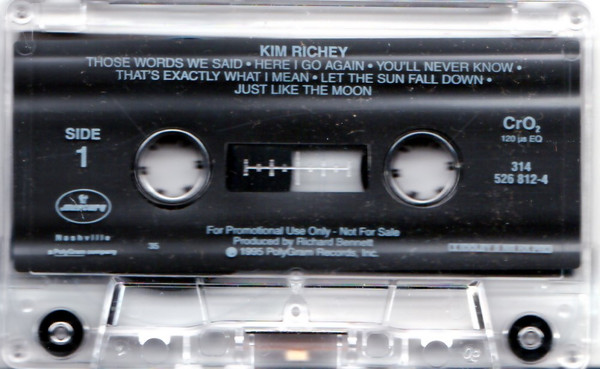 KIM RICHEY
THOSE WORDS WE SAID • HERE I GO AGAIN • YOU'LL NEVER KNOW •
THAT'S EXACTLY WHAT I MEAN • LET THE SUN FALL DOWN •
JUST LIKE THE MOON
SIDE
1
CrO2
120 µs EQ
314
526 812-4
mercury
Nashville
a PolyGram company
35
For Promotional Use Only - Not For Sale
Produced by Richard Bennett
℗ 1995 PolyGram Records, Inc.